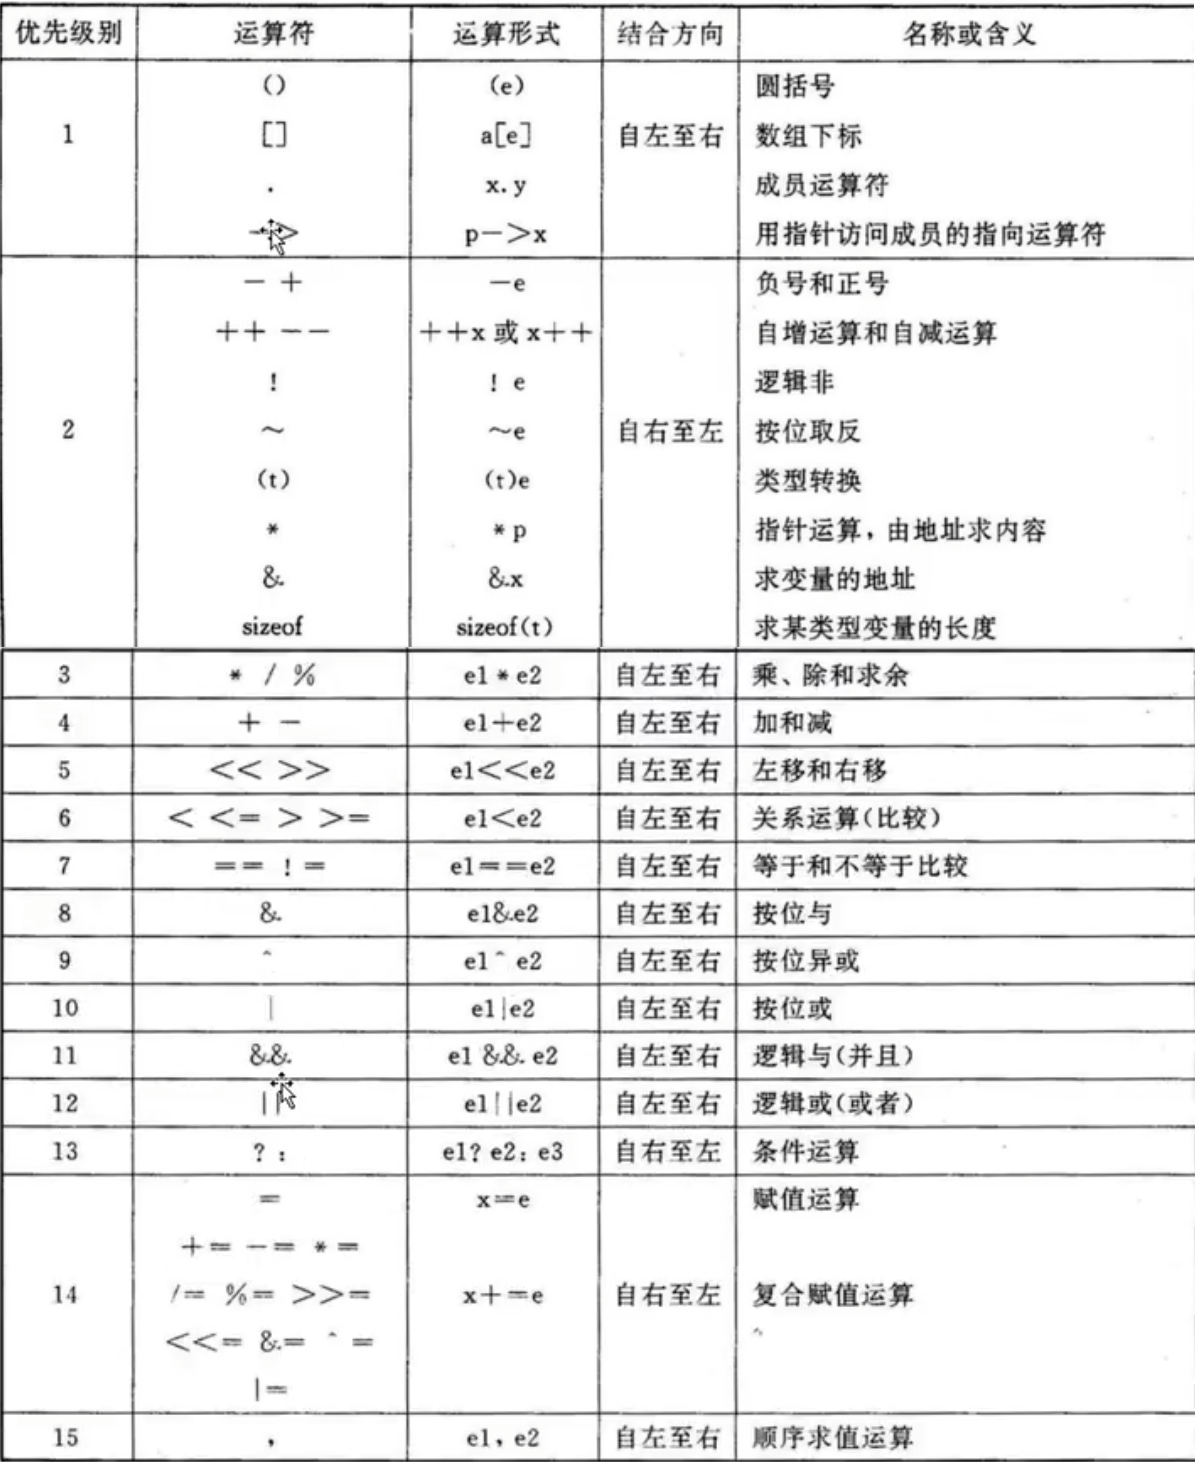 优先级别 运算符 运算形式 结合方向 名称或含义
() (e) 圆括号
1 [] a[e] 自左至右 数组下标
. x.y 成员运算符
-> p->x 用指针访问成员的指向运算符
- + -e 负号和正号
++ -- ++x 或 x++ 自增运算和自减运算
! ! e 逻辑非
2 ~ ~e 自右至左 按位取反
(t) (t)e 类型转换
* *p 指针运算，由地址求内容
& &x 求变量的地址
sizeof sizeof(t) 求某类型变量的长度
3 * / % e1*e2 自左至右 乘、除和求余
4 + - e1+e2 自左至右 加和减
5 << >> e1<<e2 自左至右 左移和右移
6 < <= > >= e1<e2 自左至右 关系运算(比较)
7 == != e1==e2 自左至右 等于和不等于比较
8 & e1&e2 自左至右 按位与
9 ^ e1^ e2 自左至右 按位异或
10 | e1|e2 自左至右 按位或
11 && e1 && e2 自左至右 逻辑与(并且)
12 || e1||e2 自左至右 逻辑或(或者)
13 ? : e1? e2: e3 自右至左 条件运算
= x=e 赋值运算
+= -= *=
14 /= %= >>= x+=e 自右至左 复合赋值运算
<<= &= ^=
|=
15 , e1, e2 自左至右 顺序求值运算